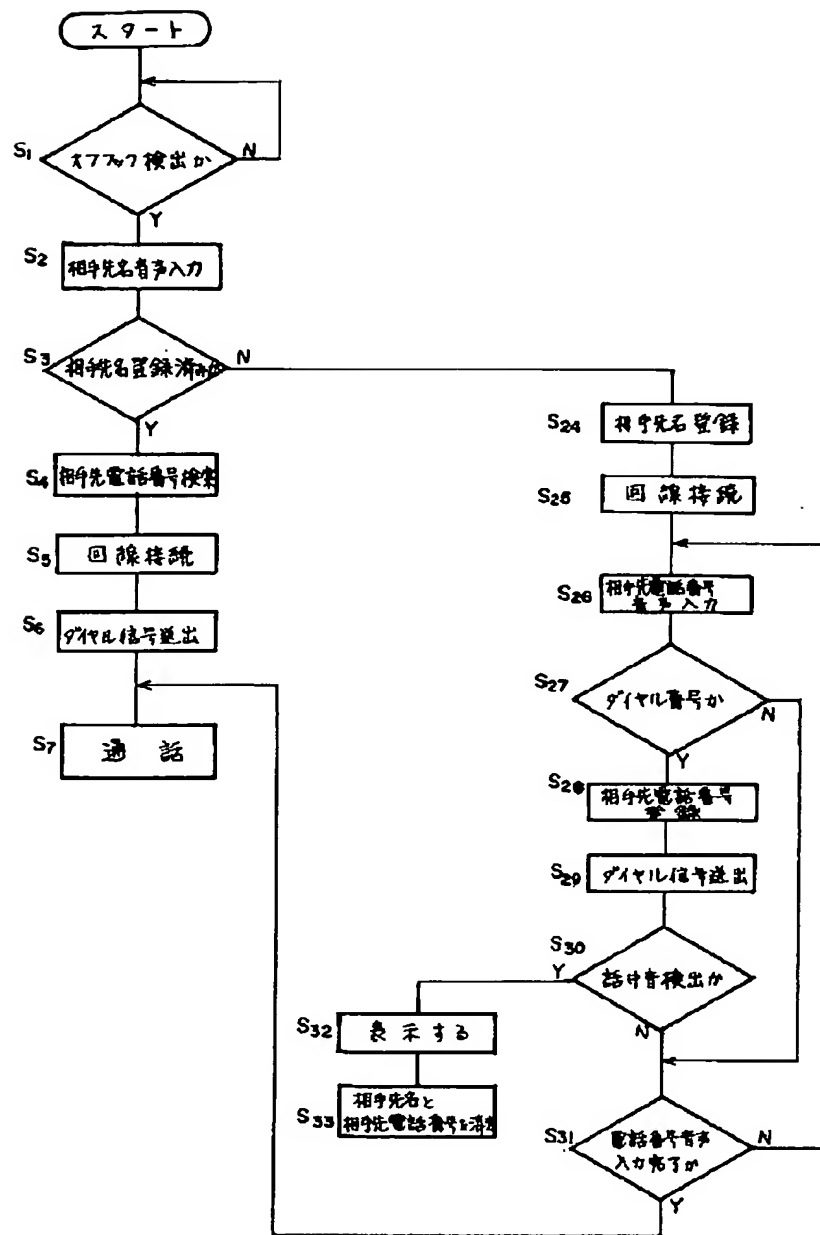 スタート
S1
オフフック検出か
N
Y
S2
相手先名音声入力
S3
相手先名登録済みか
N
Y
S4
相手先電話番号検索
S5
回線接続
S6
ダイヤル信号送出
S7
通話
S24
相手先名登録
S25
回線接続
S26
相手先電話番号
音声入力
S27
ダイヤル番号か
N
Y
S28
相手先電話番号
登録
S29
ダイヤル信号送出
S30
話中音検出か
Y
N
S32
表示する
S33
相手先名と
相手先電話番号を消去
S31
電話番号音声
入力完了か
N
Y